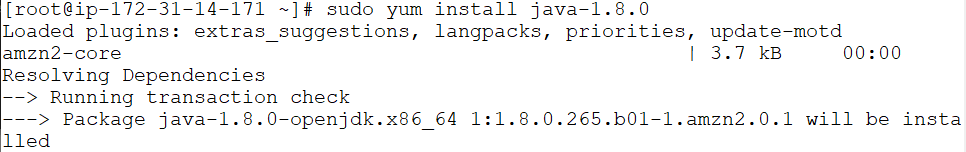 [root@ip-172-31-14-171 ~]# sudo yum install java-1.8.0
Loaded plugins: extras_suggestions, langpacks, priorities, update-motd
amzn2-core                                               | 3.7 kB     00:00
Resolving Dependencies
--> Running transaction check
---> Package java-1.8.0-openjdk.x86_64 1:1.8.0.265.b01-1.amzn2.0.1 will be insta
lled